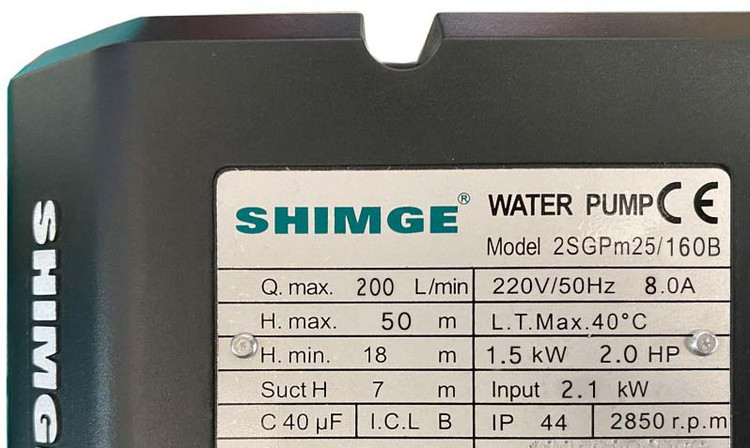 SHIMGE
SHIMGE® WATER PUMP CE
Model 2SGPm25/160B
Q. max. 200 L/min 220V/50Hz 8.0A
H. max. 50 m L.T.Max.40°C
H. min. 18 m 1.5 kW 2.0 HP
Suct H 7 m Input 2.1 kW
C 40 µF I.C.L B IP 44 2850 r.p.m